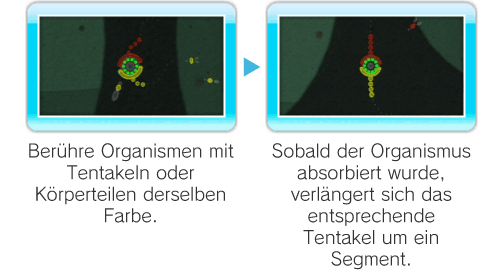 Berühre Organismen mit
Tentakeln oder
Körperteilen derselben
Farbe.
Sobald der Organismus
absorbiert wurde,
verlängert sich das
entsprechende
Tentakel um ein
Segment.